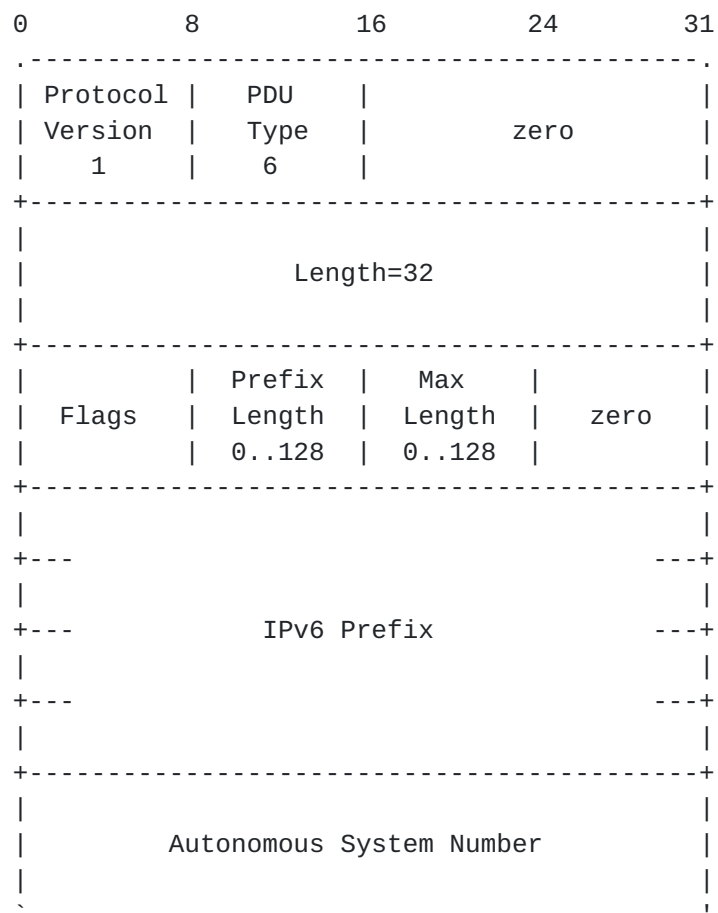 0          8          16         24        31
.-------------------------------------------.
| Protocol |   PDU    |                     |
| Version  |   Type   |         zero        |
|    1     |    6     |                     |
+-------------------------------------------+
|                                           |
|                 Length=32                 |
|                                           |
+-------------------------------------------+
|          |  Prefix  |   Max    |          |
|  Flags   |  Length  |  Length  |   zero   |
|          |  0..128  |  0..128  |          |
+-------------------------------------------+
|                                           |
+---                                     ---+
|                                           |
+---            IPv6 Prefix              ---+
|                                           |
+---                                     ---+
|                                           |
+-------------------------------------------+
|                                           |
|         Autonomous System Number          |
|                                           |
`-------------------------------------------'